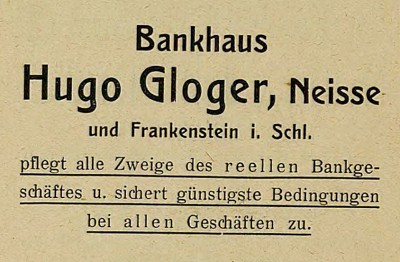 Bankhaus
Hugo Gloger, Neisse
und Frankenstein i. Schl.
pflegt alle Zweige des reellen Bankge-
schäftes u. sichert günstigste Bedingungen
bei allen Geschäften zu.